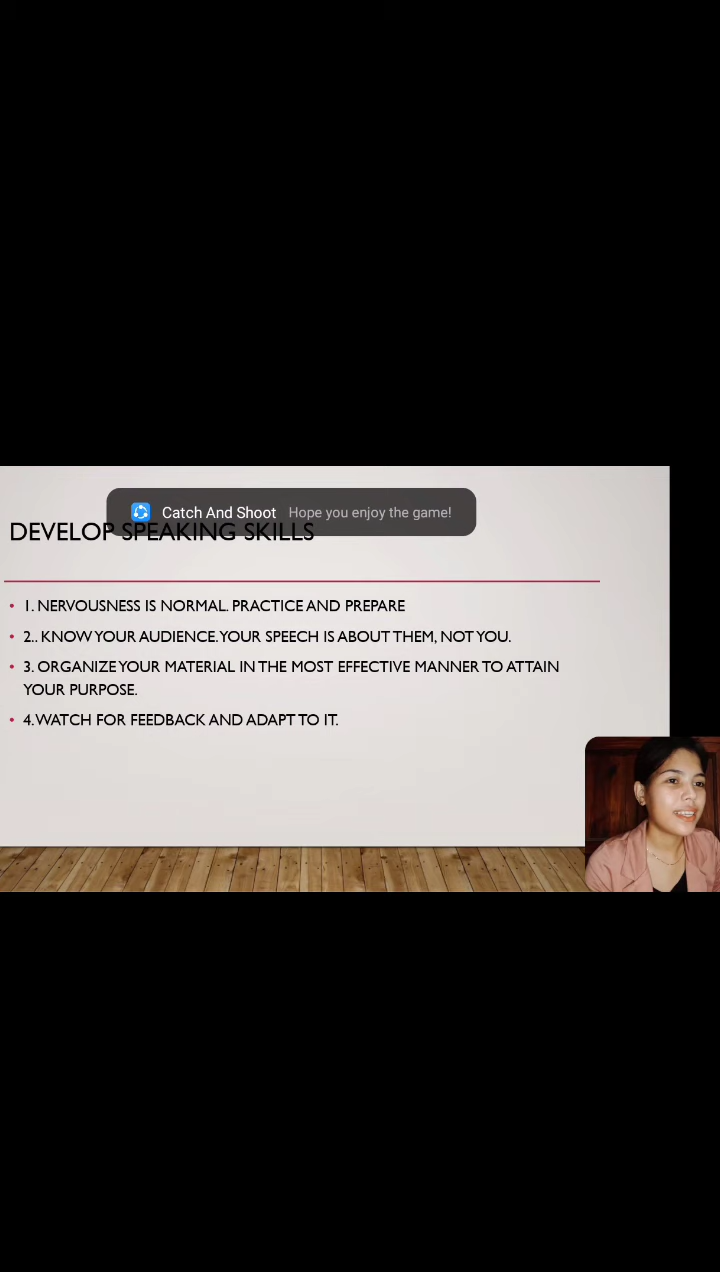 Catch And Shoot Hope you enjoy the game!
DEVELOP SPEAKING SKILLS
• 1. NERVOUSNESS IS NORMAL. PRACTICE AND PREPARE
• 2.. KNOW YOUR AUDIENCE. YOUR SPEECH IS ABOUT THEM, NOT YOU.
• 3. ORGANIZE YOUR MATERIAL IN THE MOST EFFECTIVE MANNER TO ATTAIN
YOUR PURPOSE.
• 4. WATCH FOR FEEDBACK AND ADAPT TO IT.